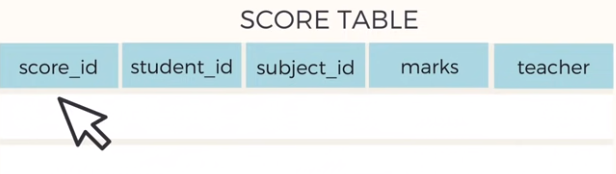 SCORE TABLE
score_id student_id subject_id marks teacher